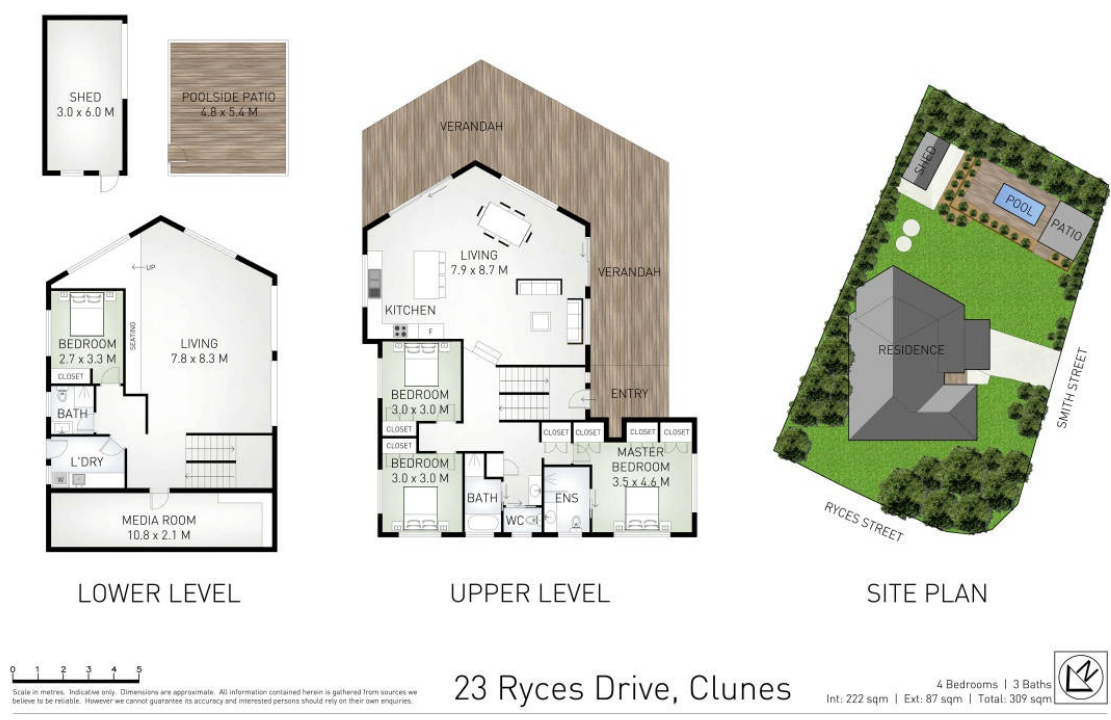 SHED
3.0 x 6.0 M
POOLSIDE PATIO
4.8 x 5.4 M
UP
SEATING
BEDROOM
2.7 x 3.3 M
CLOSET
LIVING
7.8 x 8.3 M
BATH
L'DRY
W
MEDIA ROOM
10.8 x 2.1 M
LOWER LEVEL
VERANDAH
LIVING
7.9 x 8.7 M
VERANDAH
KITCHEN
F
BEDROOM
3.0 x 3.0 M
CLOSET
CLOSET
BEDROOM
3.0 x 3.0 M
ENTRY
CLOSET
CLOSET
CLOSET
CLOSET
MASTER
BEDROOM
3.5 x 4.6 M
BATH
WC
ENS
UPPER LEVEL
SHED
POOL
PATIO
RESIDENCE
SMITH STREET
RYCES STREET
SITE PLAN
0 1 2 3 4 5
Scale in metres. Indicative only. Dimensions are approximate. All information contained herein is gathered from sources we
believe to be reliable. However we cannot guarantee its accuracy and interested persons should rely on their own enquiries.
23 Ryces Drive, Clunes
4 Bedrooms | 3 Baths
Int: 222 sqm | Ext: 87 sqm | Total: 309 sqm